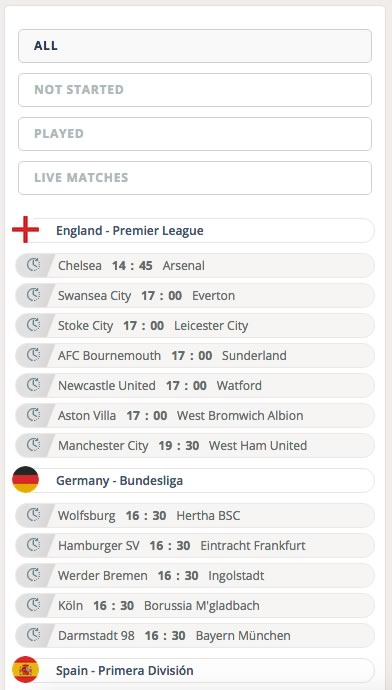 ALL
NOT STARTED
PLAYED
LIVE MATCHES
England - Premier League
Chelsea 14 : 45 Arsenal
Swansea City 17 : 00 Everton
Stoke City 17 : 00 Leicester City
AFC Bournemouth 17 : 00 Sunderland
Newcastle United 17 : 00 Watford
Aston Villa 17 : 00 West Bromwich Albion
Manchester City 19 : 30 West Ham United
Germany - Bundesliga
Wolfsburg 16 : 30 Hertha BSC
Hamburger SV 16 : 30 Eintracht Frankfurt
Werder Bremen 16 : 30 Ingolstadt
Köln 16 : 30 Borussia M'gladbach
Darmstadt 98 16 : 30 Bayern München
Spain - Primera División